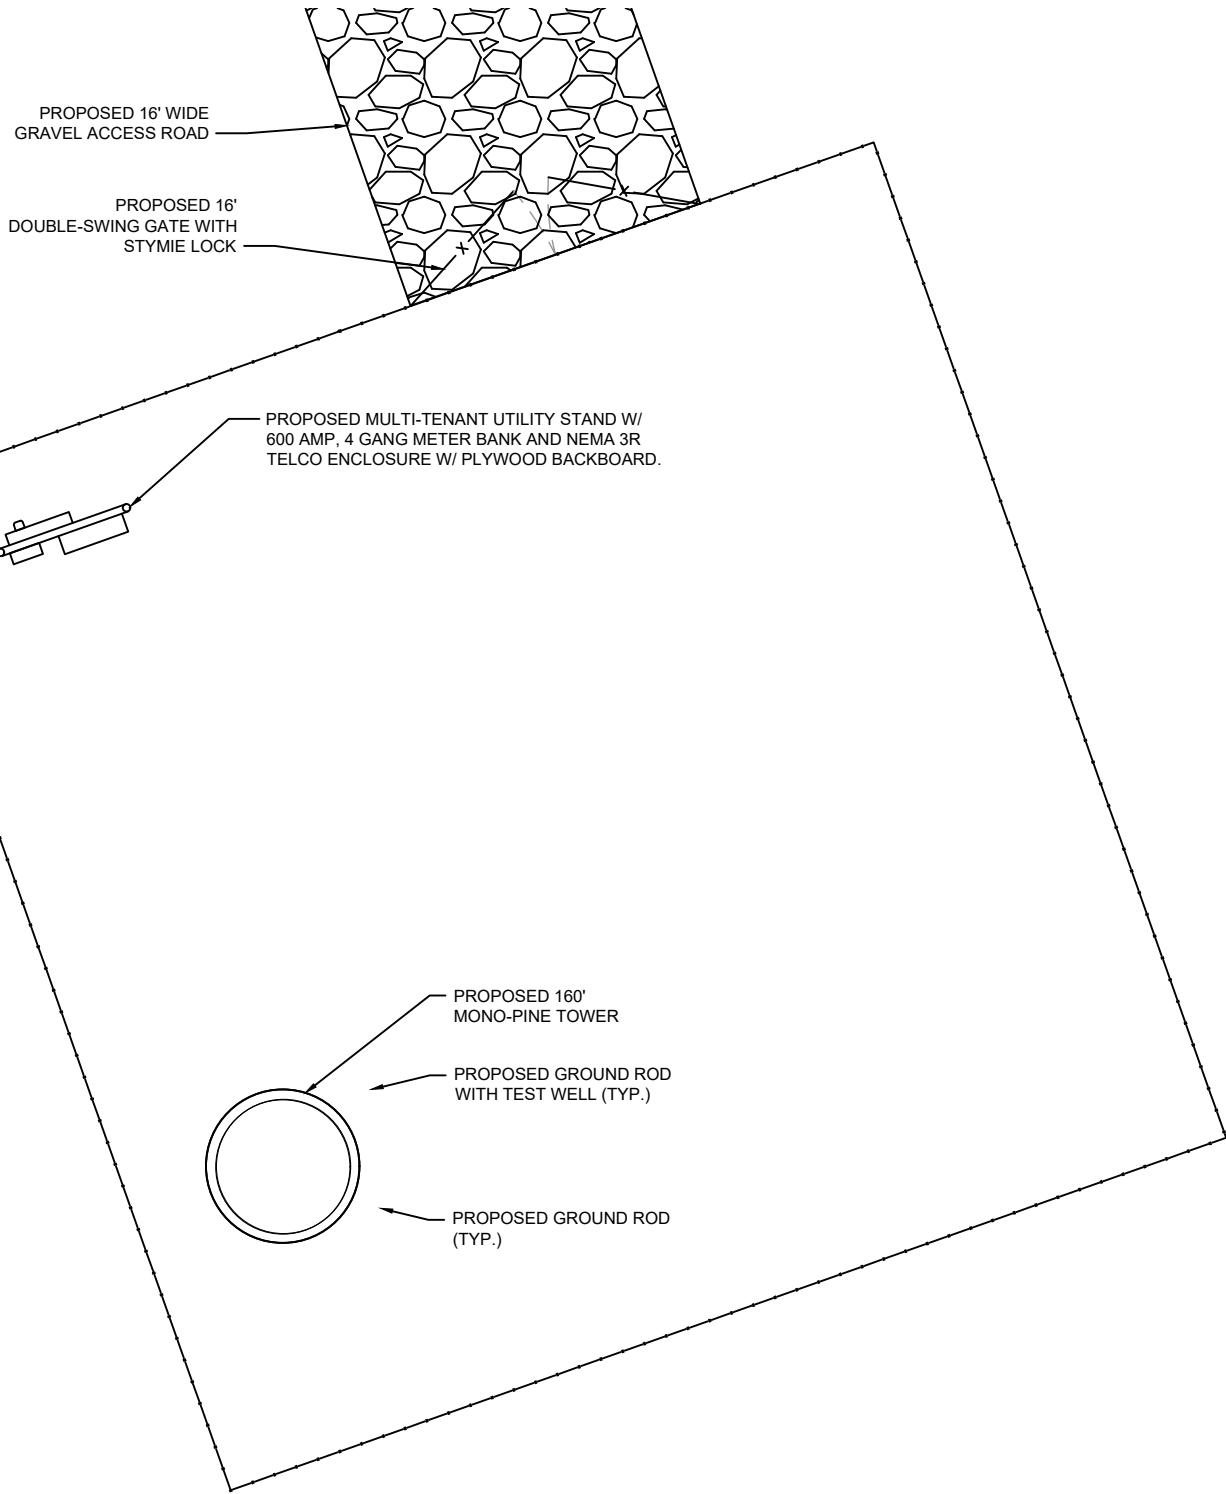 PROPOSED 16' WIDE
GRAVEL ACCESS ROAD
PROPOSED 16'
DOUBLE-SWING GATE WITH
STYMIE LOCK
PROPOSED MULTI-TENANT UTILITY STAND W/
600 AMP, 4 GANG METER BANK AND NEMA 3R
TELCO ENCLOSURE W/ PLYWOOD BACKBOARD.
PROPOSED 160'
MONO-PINE TOWER
PROPOSED GROUND ROD
WITH TEST WELL (TYP.)
PROPOSED GROUND ROD
(TYP.)